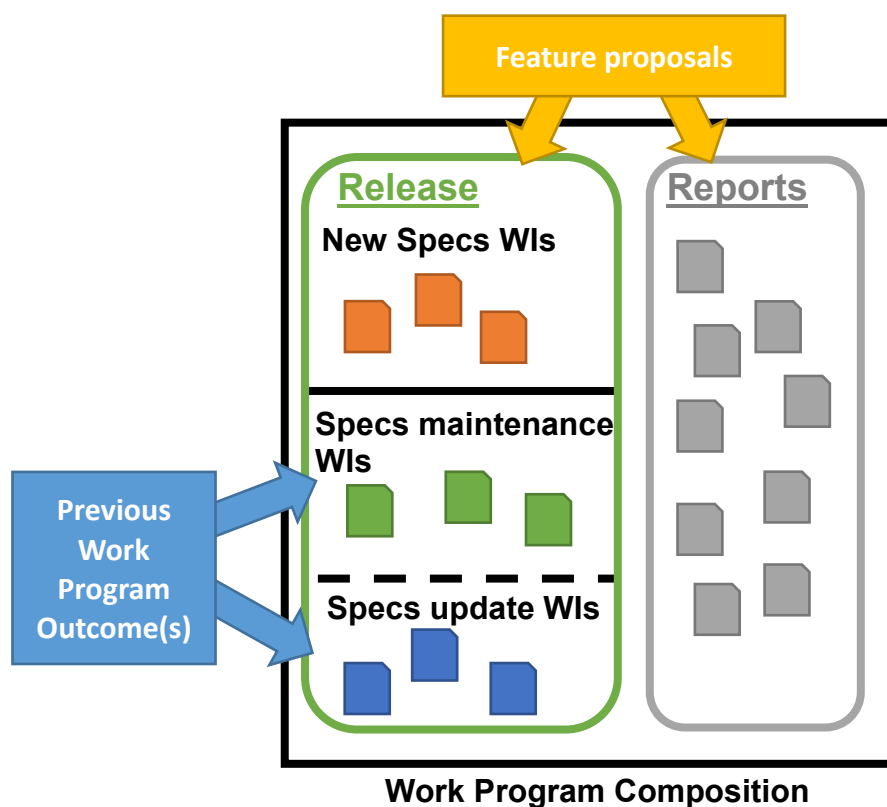 Feature proposals
Release
Reports
New Specs WIs
Specs maintenance
WIs
Previous
Work
Program
Outcome(s)
Specs update WIs
Work Program Composition